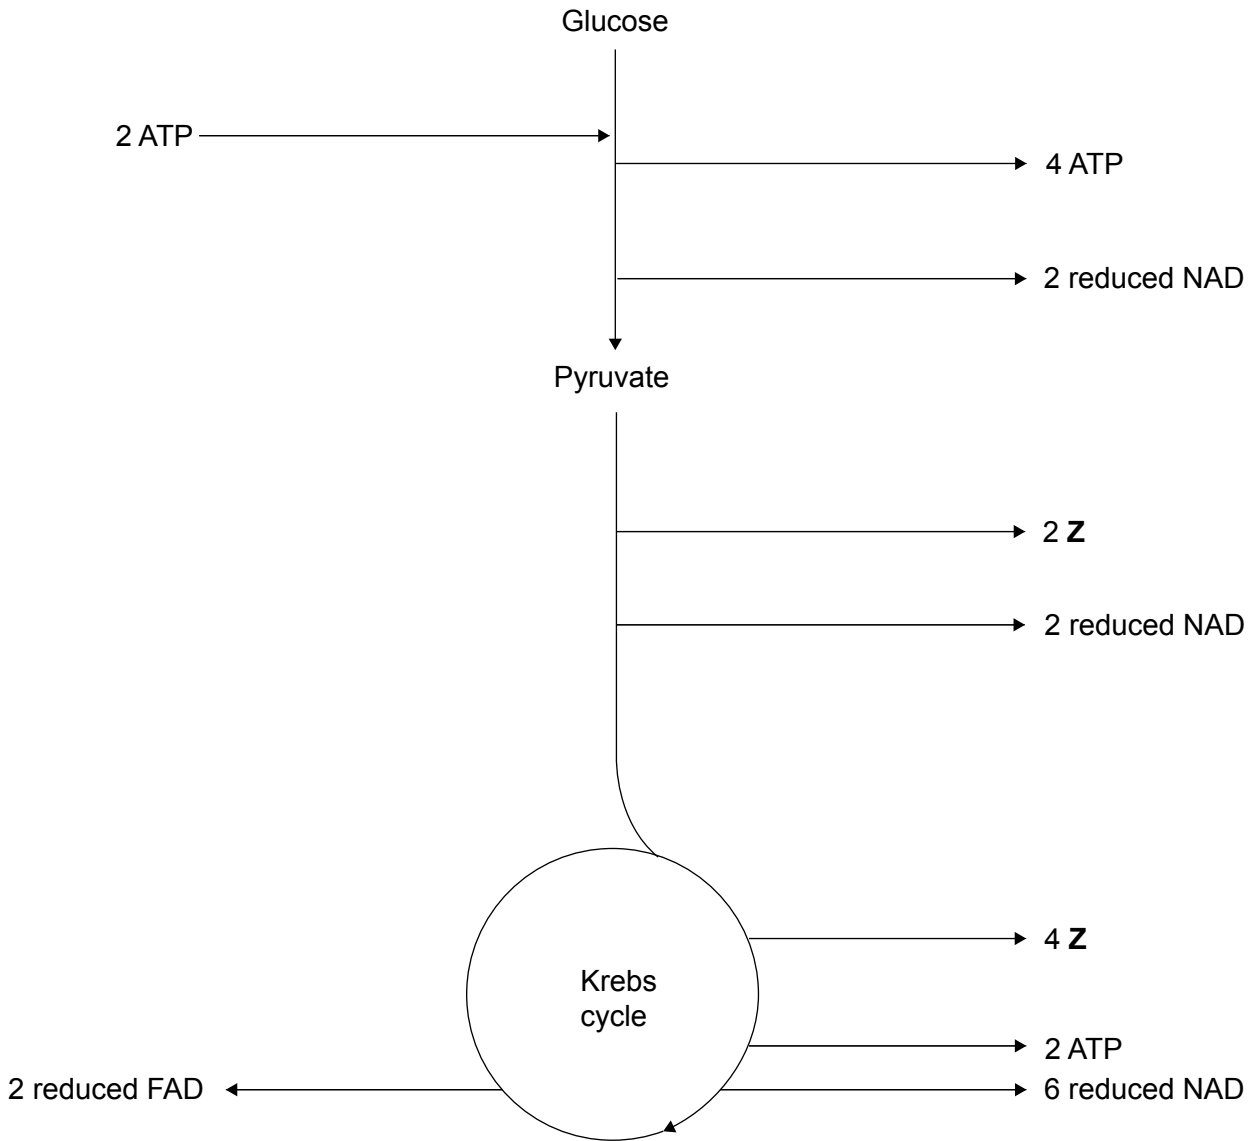 Glucose
2 ATP
4 ATP
2 reduced NAD
Pyruvate
2 Z
2 reduced NAD
4 Z
Krebs
cycle
2 ATP
2 reduced FAD
6 reduced NAD